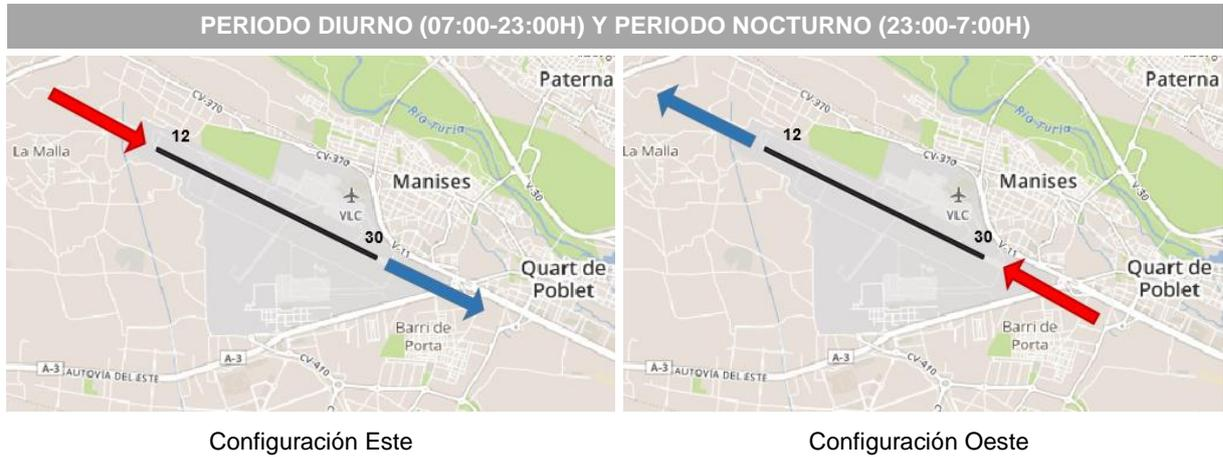 PERIODO DIURNO (07:00-23:00H) Y PERIODO NOCTURNO (23:00-7:00H)
Paterna
CV-370
Río Turia
12
La Malla
CV-370
Manises
V-30
VLC
30
V-11
Quart de
Poblet
Barri de
Porta
A-3
CV-410
A-3 AUTOVÍA DEL ESTE
Configuración Este
Paterna
CV-370
Río Turia
12
La Malla
CV-370
Manises
V-30
VLC
30
V-11
Quart de
Poblet
Barri de
Porta
A-3
CV-410
A-3 AUTOVÍA DEL ESTE
Configuración Oeste